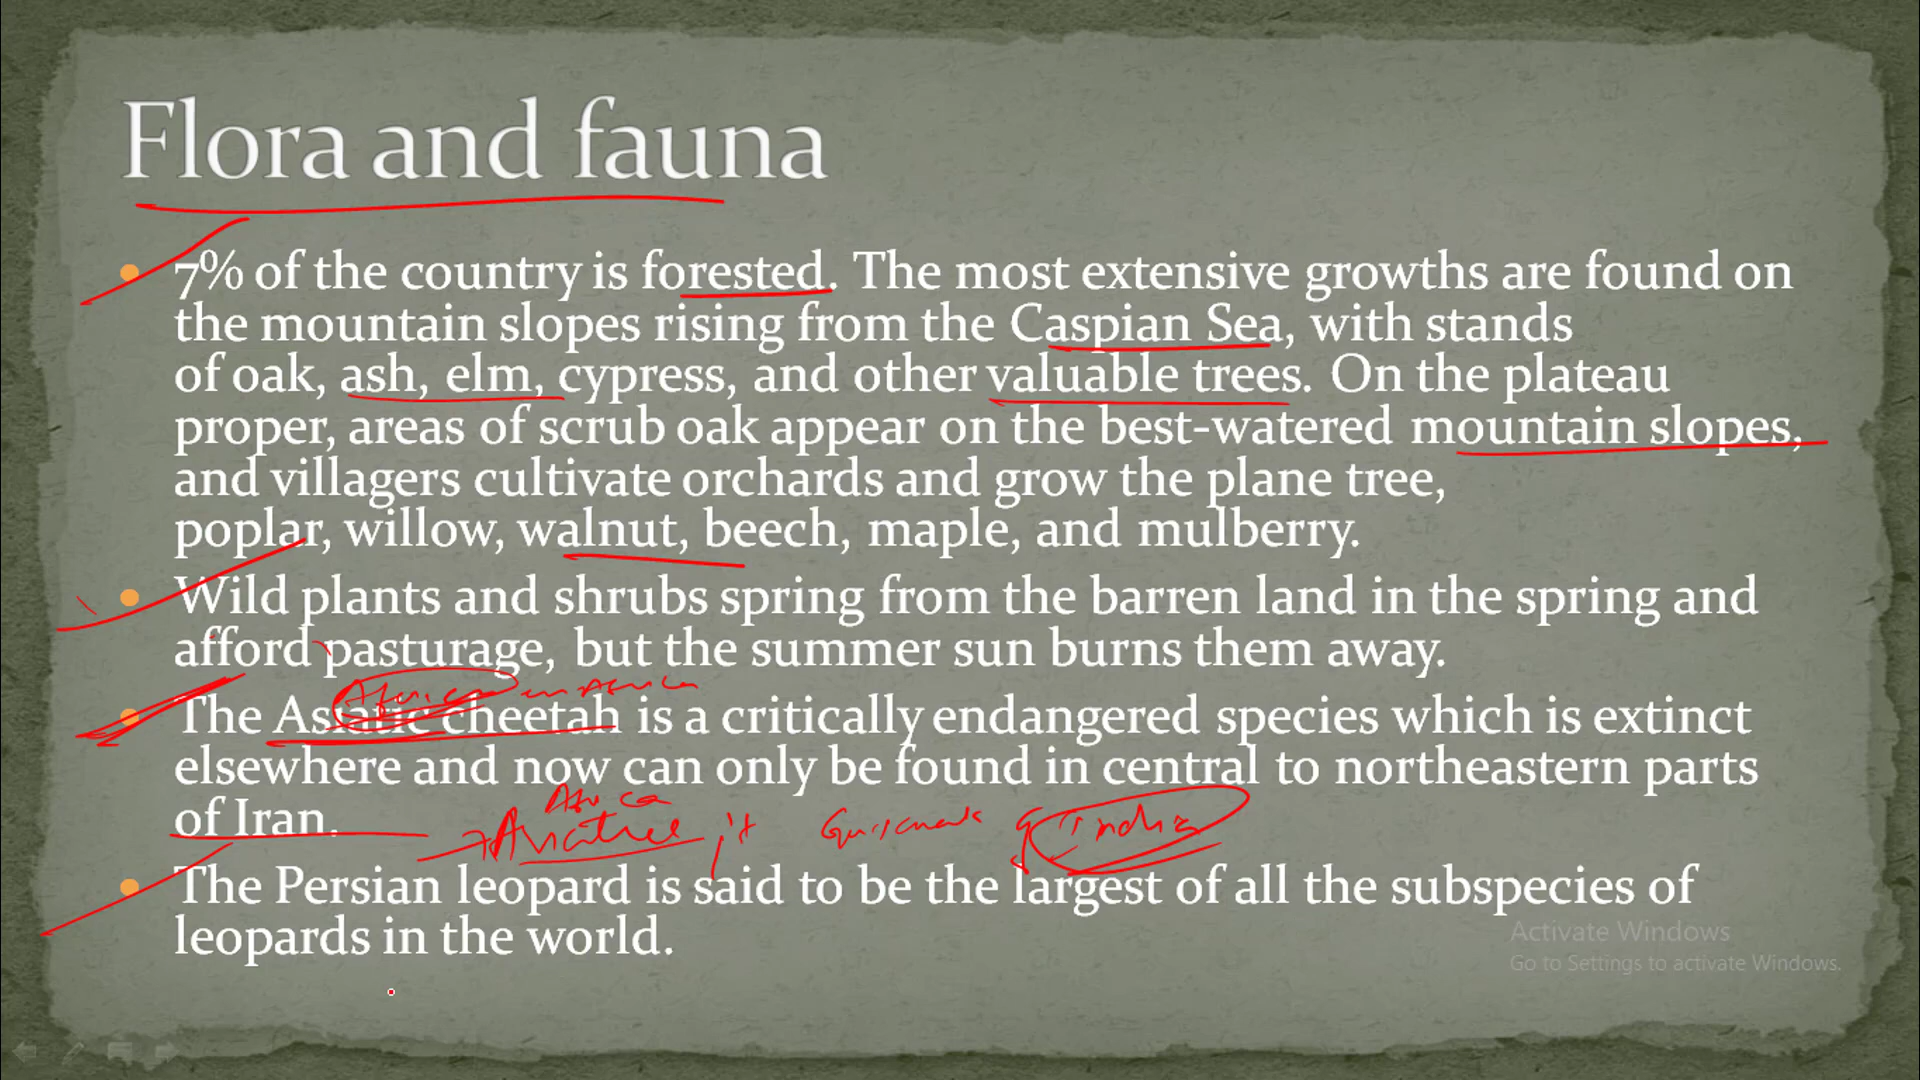 Flora and fauna
7% of the country is forested. The most extensive growths are found on
the mountain slopes rising from the Caspian Sea, with stands
of oak, ash, elm, cypress, and other valuable trees. On the plateau
proper, areas of scrub oak appear on the best-watered mountain slopes,
and villagers cultivate orchards and grow the plane tree,
poplar, willow, walnut, beech, maple, and mulberry.
Wild plants and shrubs spring from the barren land in the spring and
afford pasturage, but the summer sun burns them away.
African in Africa
The Asiatic cheetah is a critically endangered species which is extinct
elsewhere and now can only be found in central to northeastern parts
Africa
of Iran.
India
The Persian leopard is said to be the largest of all the subspecies of
leopards in the world.
Activate Windows
Go to Settings to activate Windows.